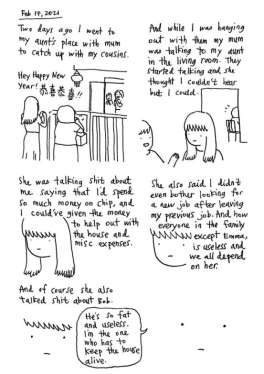 Feb 14, 2021
Two days ago I went to
my aunt's place with mum
to catch up with my cousins.
Hey Happy New
Year!
And while I was hanging
out with them my mum
was talking to my aunt
in the living room. They
started talking and she
thought I couldn't hear
but I could.
She was talking shit about
me saying that I'd spend
so much money on chip, and
I could've given the money
to help out with
the house and
misc expenses.
She also said I didn't
even bother looking for
a new job after leaving
my previous job. And how
everyone in the family
except Emma,
is useless and
we all depend
on her.
And of course she also
talked shit about Bob.
He's so fat
and useless.
I'm the one
who has to
keep the house
alive.